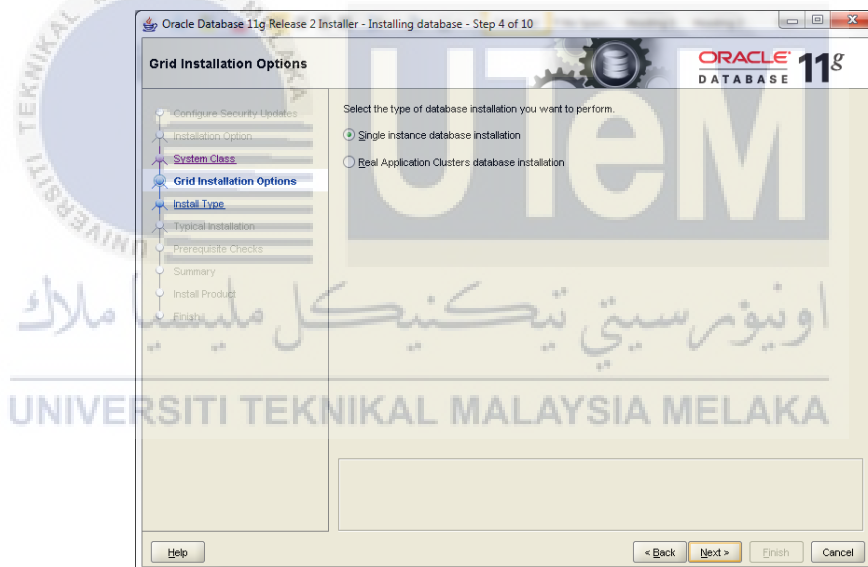 Oracle Database 11g Release 2 Installer - Installing database - Step 4 of 10
Grid Installation Options
ORACLE
DATABASE 11g
Configure Security Updates
Installation Option
System Class
Grid Installation Options
Install Type
Typical Installation
Prerequisite Checks
Summary
Install Product
Finish
Select the type of database installation you want to perform.
Single instance database installation
Real Application Clusters database installation
UTeM
اونيۏرسيتي تيكنيكل مليسيا ملاك
UNIVERSITI TEKNIKAL MALAYSIA MELAKA
Help
< Back
Next >
Finish
Cancel